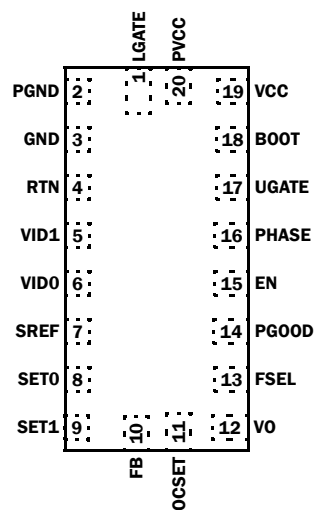 LGATE PVCC
1 20
PGND 2 19 VCC
GND 3 18 BOOT
RTN 4 17 UGATE
VID1 5 16 PHASE
VID0 6 15 EN
SREF 7 14 PGOOD
SET0 8 13 FSEL
SET1 9 12 VO
10 11
FB OCSET